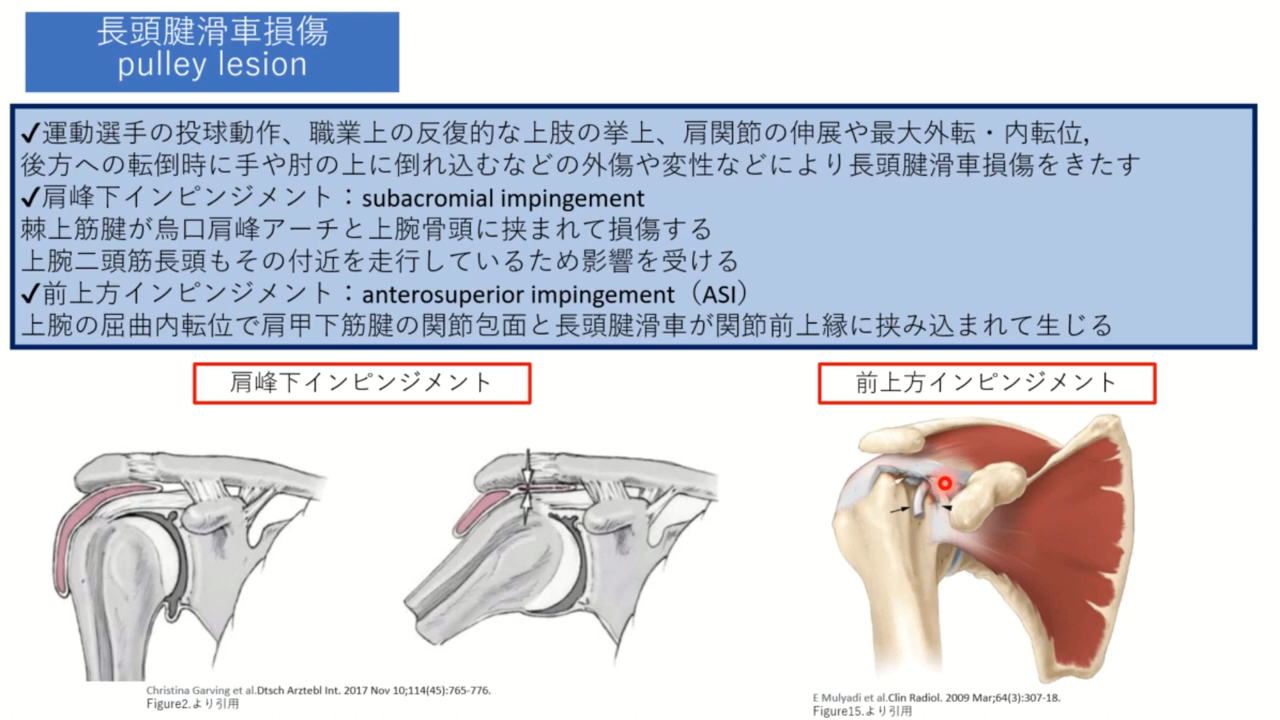 長頭腱滑車損傷
pulley lesion
✓運動選手の投球動作、職業上の反復的な上肢の挙上、肩関節の伸展や最大外転・内転位,
後方への転倒時に手や肘の上に倒れ込むなどの外傷や変性などにより長頭腱滑車損傷をきたす
✓肩峰下インピンジメント：subacromial impingement
棘上筋腱が烏口肩峰アーチと上腕骨頭に挟まれて損傷する
上腕二頭筋長頭もその付近を走行しているため影響を受ける
✓前上方インピンジメント：anterosuperior impingement（ASI）
上腕の屈曲内転位で肩甲下筋腱の関節包面と長頭腱滑車が関節前上縁に挟み込まれて生じる
肩峰下インピンジメント
前上方インピンジメント
Christina Garving et al.Dtsch Arztebl Int. 2017 Nov 10;114(45):765-776.
Figure2.より引用
E Mulyadi et al.Clin Radiol. 2009 Mar;64(3):307-18.
Figure15.より引用